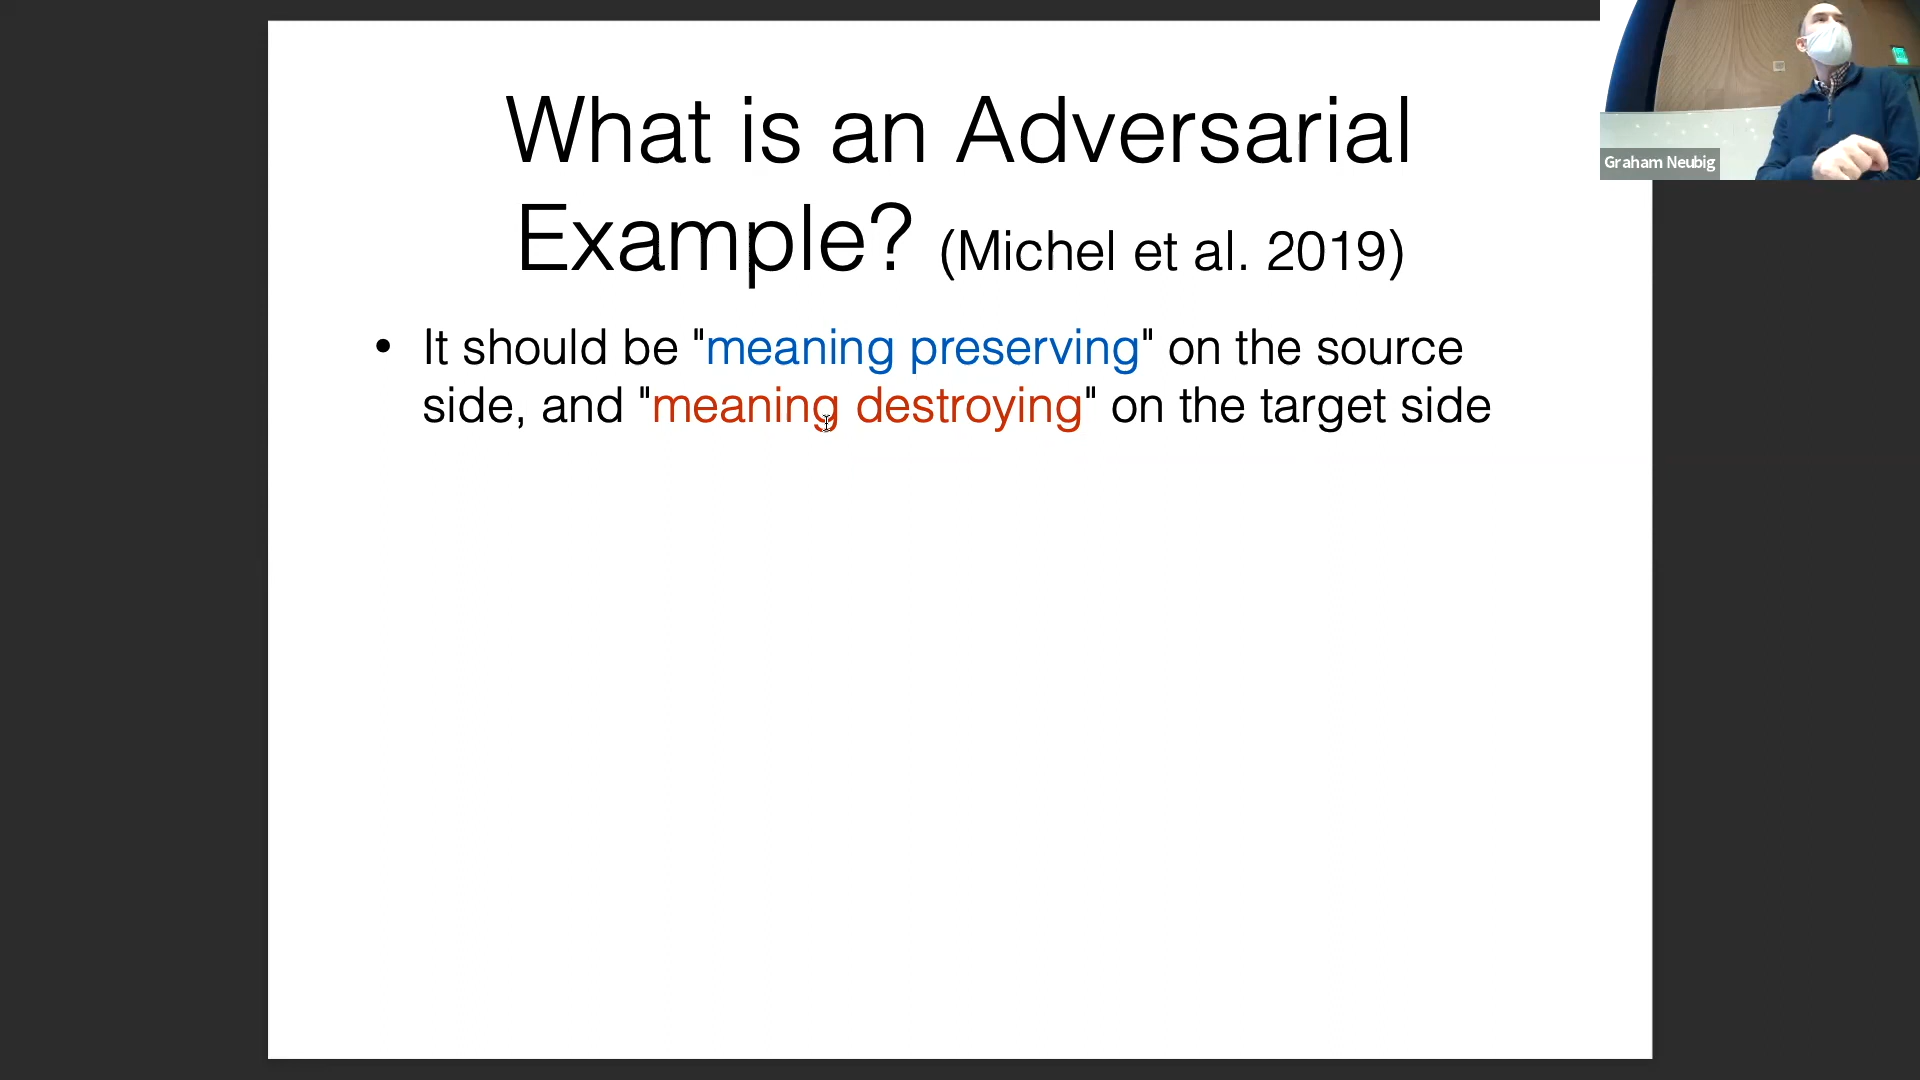 What is an Adversarial
Example? (Michel et al. 2019)
• It should be "meaning preserving" on the source
side, and "meaning destroying" on the target side
Graham Neubig